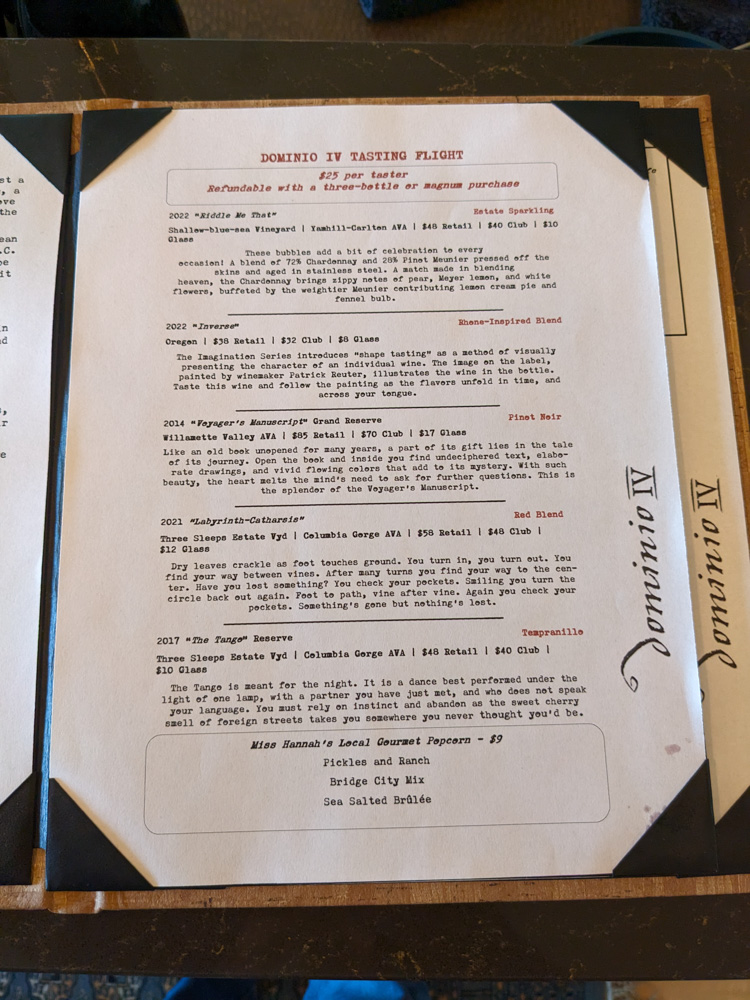 DOMINIO IV TASTING FLIGHT
$25 per taster
Refundable with a three-bottle or magnum purchase
2022 "Riddle Me That" Estate Sparkling
Shallow-blue-sea Vineyard | Yamhill-Carlton AVA | $48 Retail | $40 Club | $10
Glass
These bubbles add a bit of celebration to every
occasion! A blend of 72% Chardonnay and 28% Pinot Meunier pressed off the
skins and aged in stainless steel. A match made in blending
heaven, the Chardonnay brings zippy notes of pear, Meyer lemon, and white
flowers, buffeted by the weightier Meunier contributing lemon cream pie and
fennel bulb.
2022 "Inverse" Rhone-Inspired Blend
Oregon | $38 Retail | $32 Club | $8 Glass
The Imagination Series introduces "shape tasting" as a method of visually
presenting the character of an individual wine. The image on the label,
painted by winemaker Patrick Reuter, illustrates the wine in the bottle.
Taste this wine and follow the painting as the flavors unfold in time, and
across your tongue.
2014 "Voyager's Manuscript" Grand Reserve Pinot Noir
Willamette Valley AVA | $85 Retail | $70 Club | $17 Glass
Like an old book unopened for many years, a part of its gift lies in the tale
of its journey. Open the book and inside you find undeciphered text, elabo-
rate drawings, and vivid flowing colors that add to its mystery. With such
beauty, the heart melts the mind's need to ask for further questions. This is
the splendor of the Voyager's Manuscript.
2021 "Labyrinth-Catharsis" Red Blend
Three Sleeps Estate Vyd | Columbia Gorge AVA | $58 Retail | $48 Club |
$12 Glass
Dry leaves crackle as foot touches ground. You turn in, you turn out. You
find your way between vines. After many turns you find your way to the cen-
ter. Have you lost something? You check your pockets. Smiling you turn the
circle back out again. Foot to path, vine after vine. Again you check your
pockets. Something's gone but nothing's lost.
2017 "The Tango" Reserve Tempranillo
Three Sleeps Estate Vyd | Columbia Gorge AVA | $48 Retail | $40 Club |
$10 Glass
The Tango is meant for the night. It is a dance best performed under the
light of one lamp, with a partner you have just met, and who does not speak
your language. You must rely on instinct and abandon as the sweet cherry
smell of foreign streets takes you somewhere you never thought you'd be.
Miss Hannah's Local Gourmet Popcorn - $9
Pickles and Ranch
Bridge City Mix
Sea Salted Brûlée
Dominio IV
Dominio IV